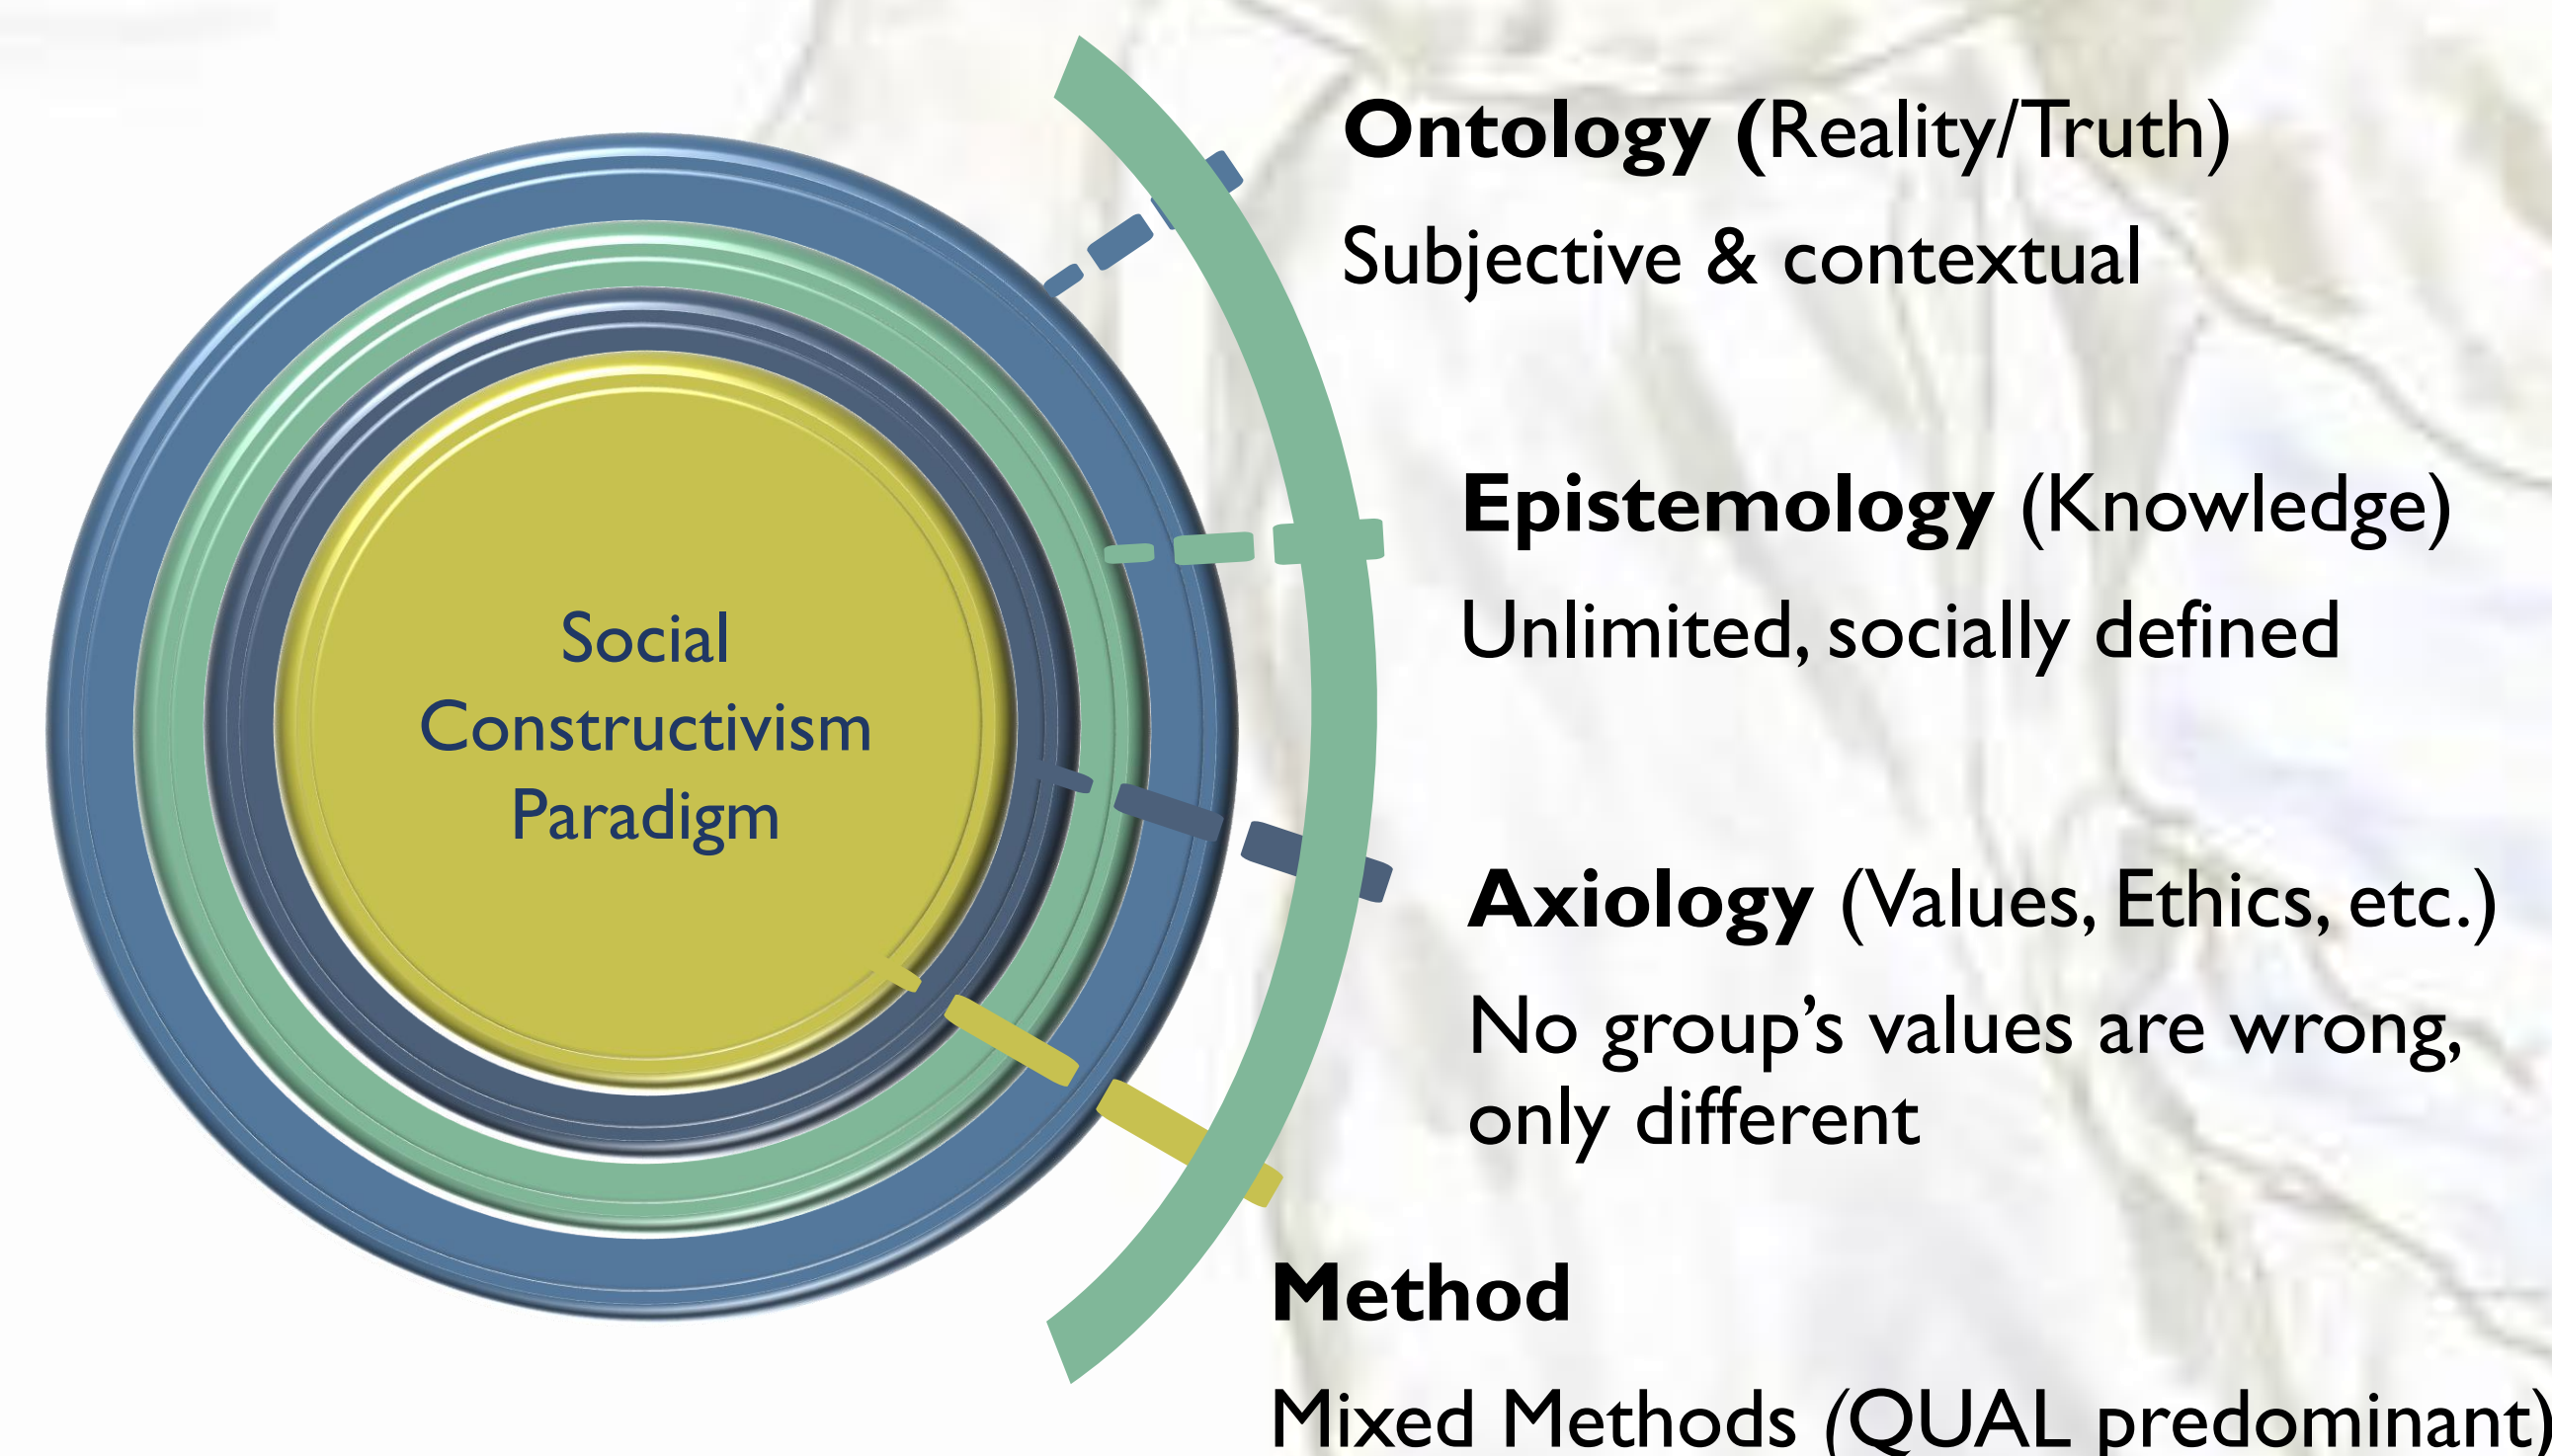 Social
Constructivism
Paradigm
Ontology (Reality/Truth)
Subjective & contextual
Epistemology (Knowledge)
Unlimited, socially defined
Axiology (Values, Ethics, etc.)
No group’s values are wrong,
only different
Method
Mixed Methods (QUAL predominant)